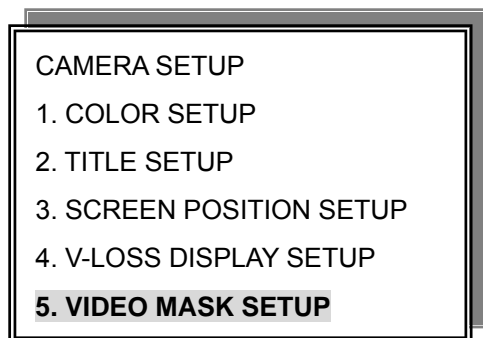 CAMERA SETUP
1. COLOR SETUP
2. TITLE SETUP
3. SCREEN POSITION SETUP
4. V-LOSS DISPLAY SETUP
5. VIDEO MASK SETUP